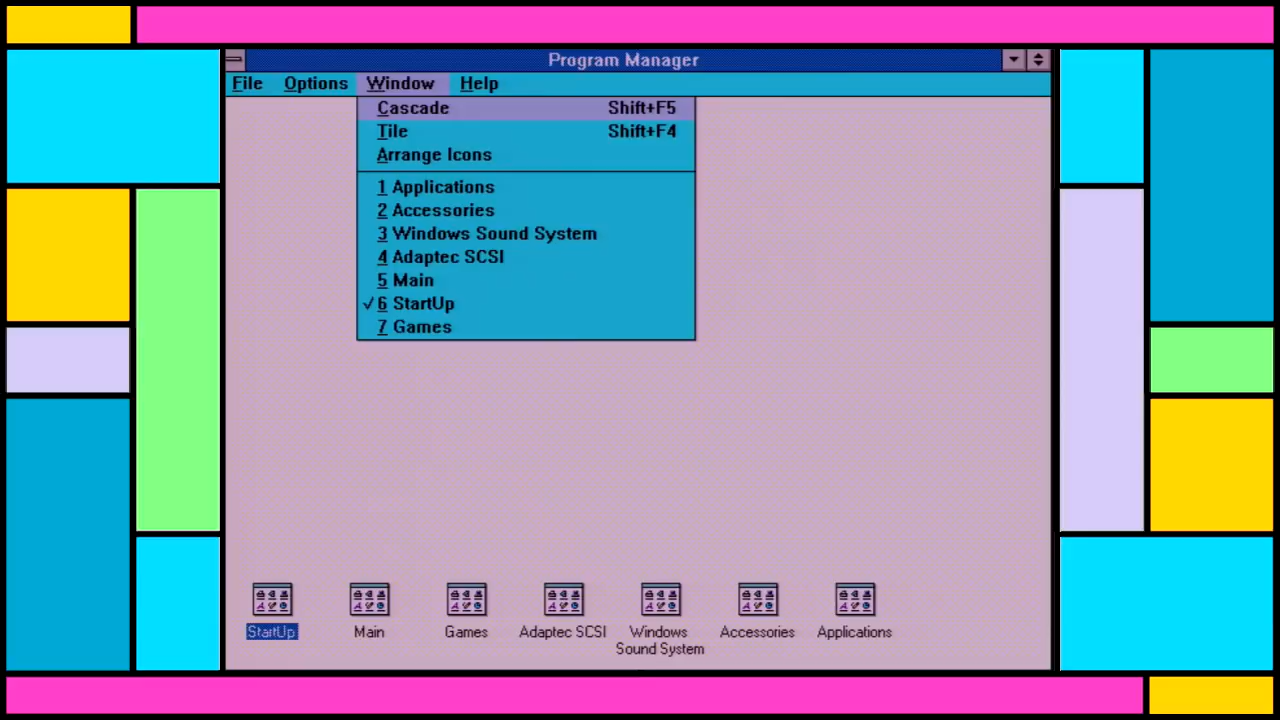 Program Manager
File Options Window Help
Cascade Shift+F5
Tile Shift+F4
Arrange Icons
1 Applications
2 Accessories
3 Windows Sound System
4 Adaptec SCSI
5 Main
✓ 6 StartUp
7 Games
StartUp Main Games Adaptec SCSI Windows Sound System Accessories Applications